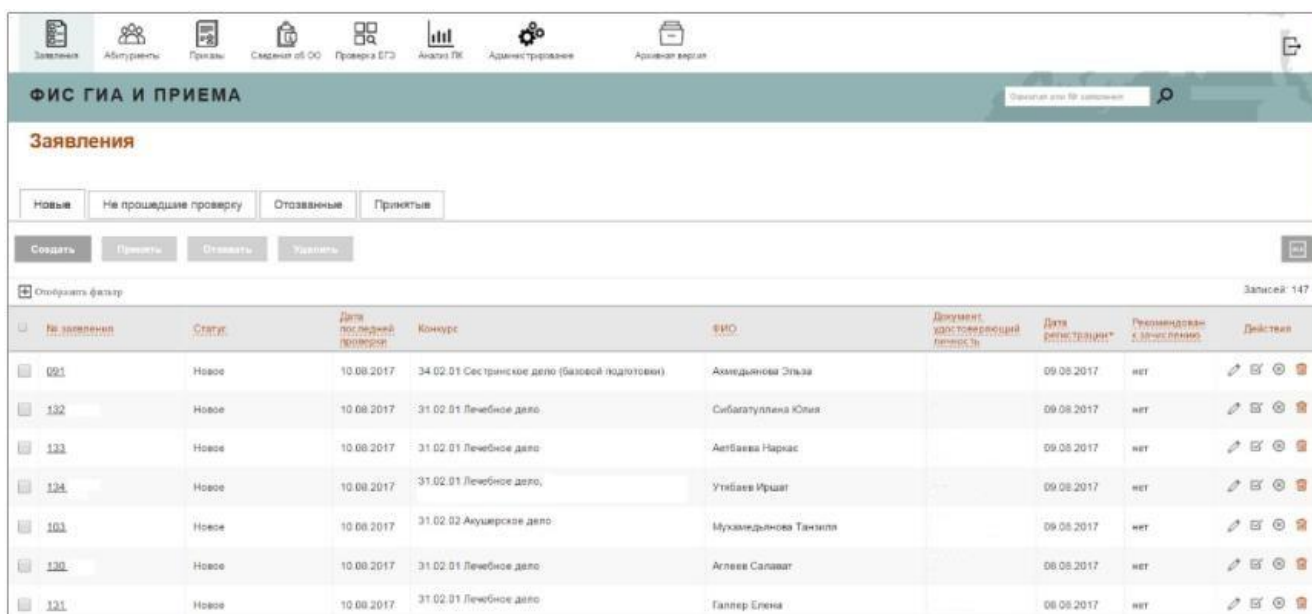 Заявления Абитуриенты Приказы Сведения об ОО Проверка ЕГЭ Анализ ПК Администрирование Архивная версия
ФИС ГИА И ПРИЕМА
Фамилия или № заявления
Заявления
Новые Не прошедшие проверку Отозванные Принятые
Создать Принять Отозвать Удалить
Отобразить фильтр Записей: 147
№ заявления Статус Дата последней проверки Конкурс ФИО Документ, удостоверяющий личность Дата регистрации Рекомендован к зачислению Действия
091 Новое 10.08.2017 34.02.01 Сестринское дело (базовой подготовки) Ахмедьянова Эльза 09.08.2017 нет
132 Новое 10.08.2017 31.02.01 Лечебное дело Сибагатуллина Юлия 09.08.2017 нет
133 Новое 10.08.2017 31.02.01 Лечебное дело Аетбаева Наркас 09.08.2017 нет
134 Новое 10.08.2017 31.02.01 Лечебное дело, Утябаев Иршат 09.08.2017 нет
103 Новое 10.08.2017 31.02.02 Акушерское дело Мухамедьянова Танзиля 09.08.2017 нет
130 Новое 10.08.2017 31.02.01 Лечебное дело Аглеев Салават 08.08.2017 нет
131 Новое 10.08.2017 31.02.01 Лечебное дело Галлер Елена 08.08.2017 нет